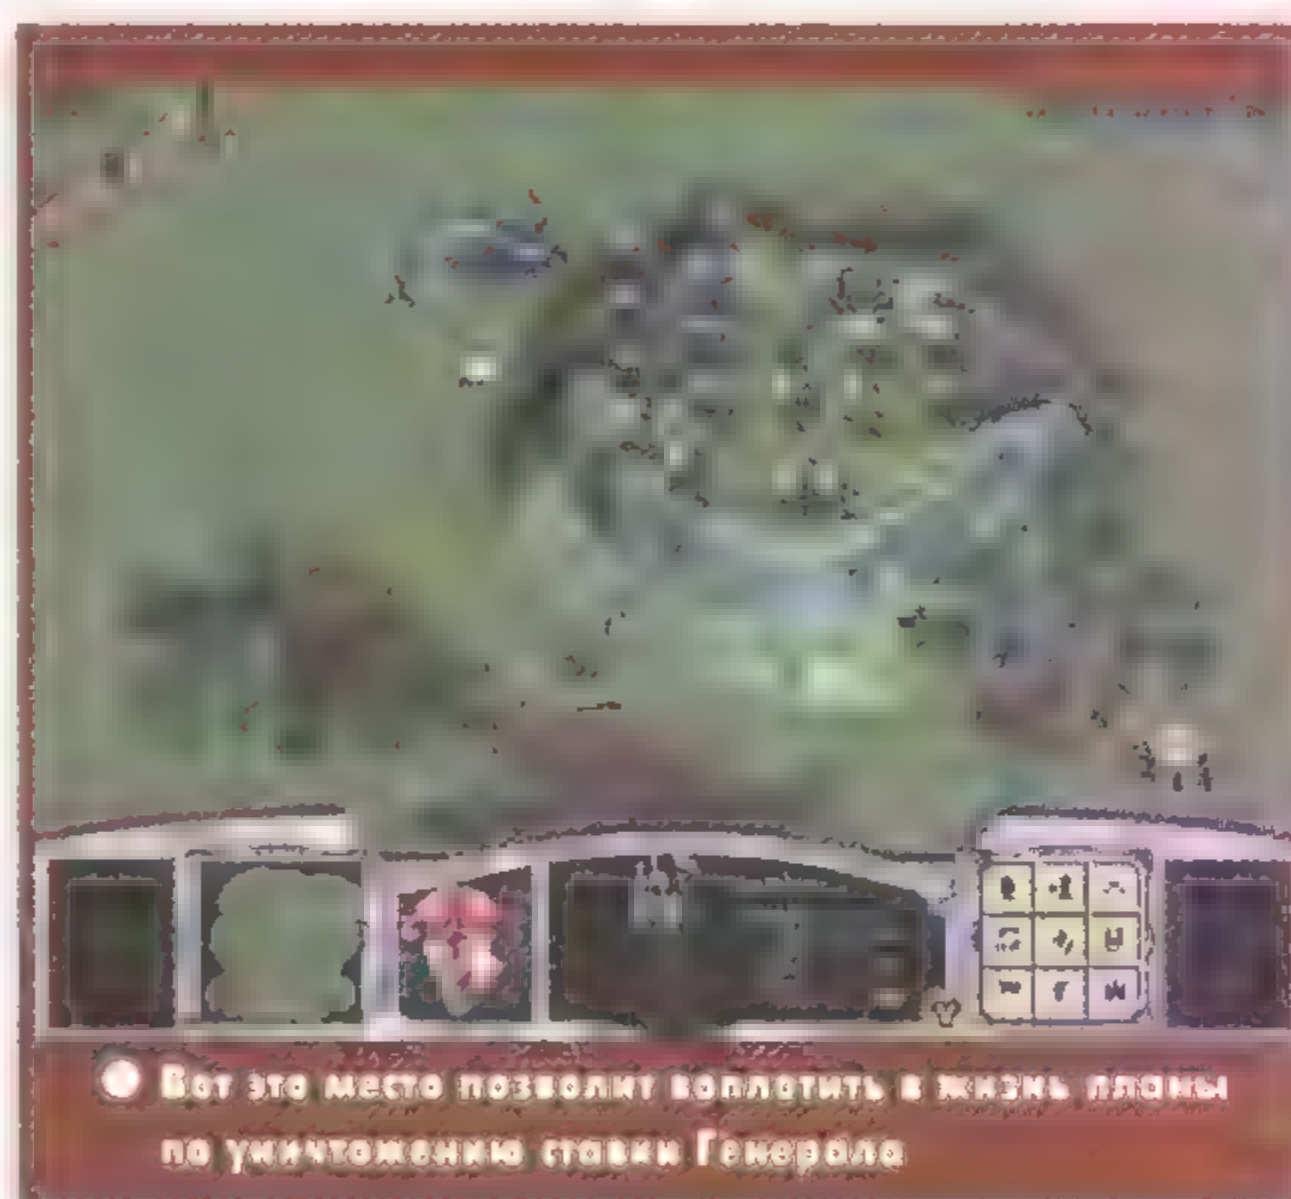 Вот это место позволит воплотить в жизнь планы
по уничтожению ставки Генерала